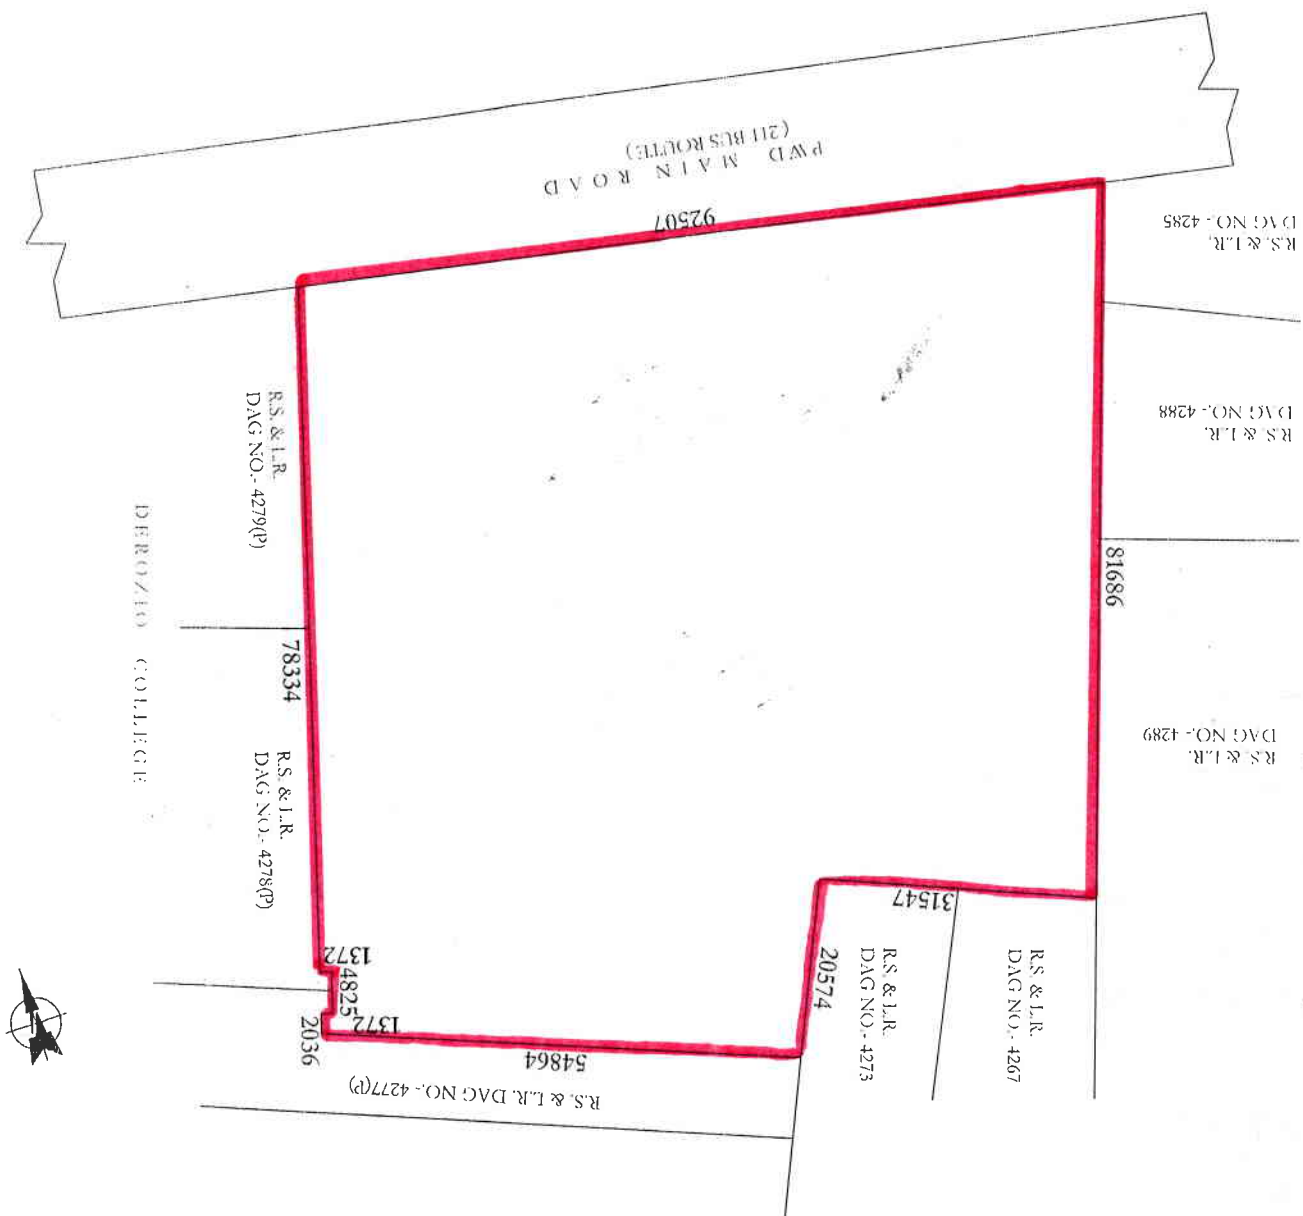 PWD MAIN ROAD
(211 BUS ROUTE)
92507
R.S. & L.R.
DAG NO.- 4285
R.S. & L.R.
DAG NO.- 4288
81686
R.S. & L.R.
DAG NO.- 4289
R.S. & L.R.
DAG NO.- 4279(P)
DEROZIO COLLEGE
78334
R.S. & L.R.
DAG NO.- 4278(P)
1372
4825
1372
2036
54864
20574
31547
R.S. & L.R.
DAG NO.- 4273
R.S. & L.R.
DAG NO.- 4267
R.S. & L.R. DAG NO.- 4277(P)